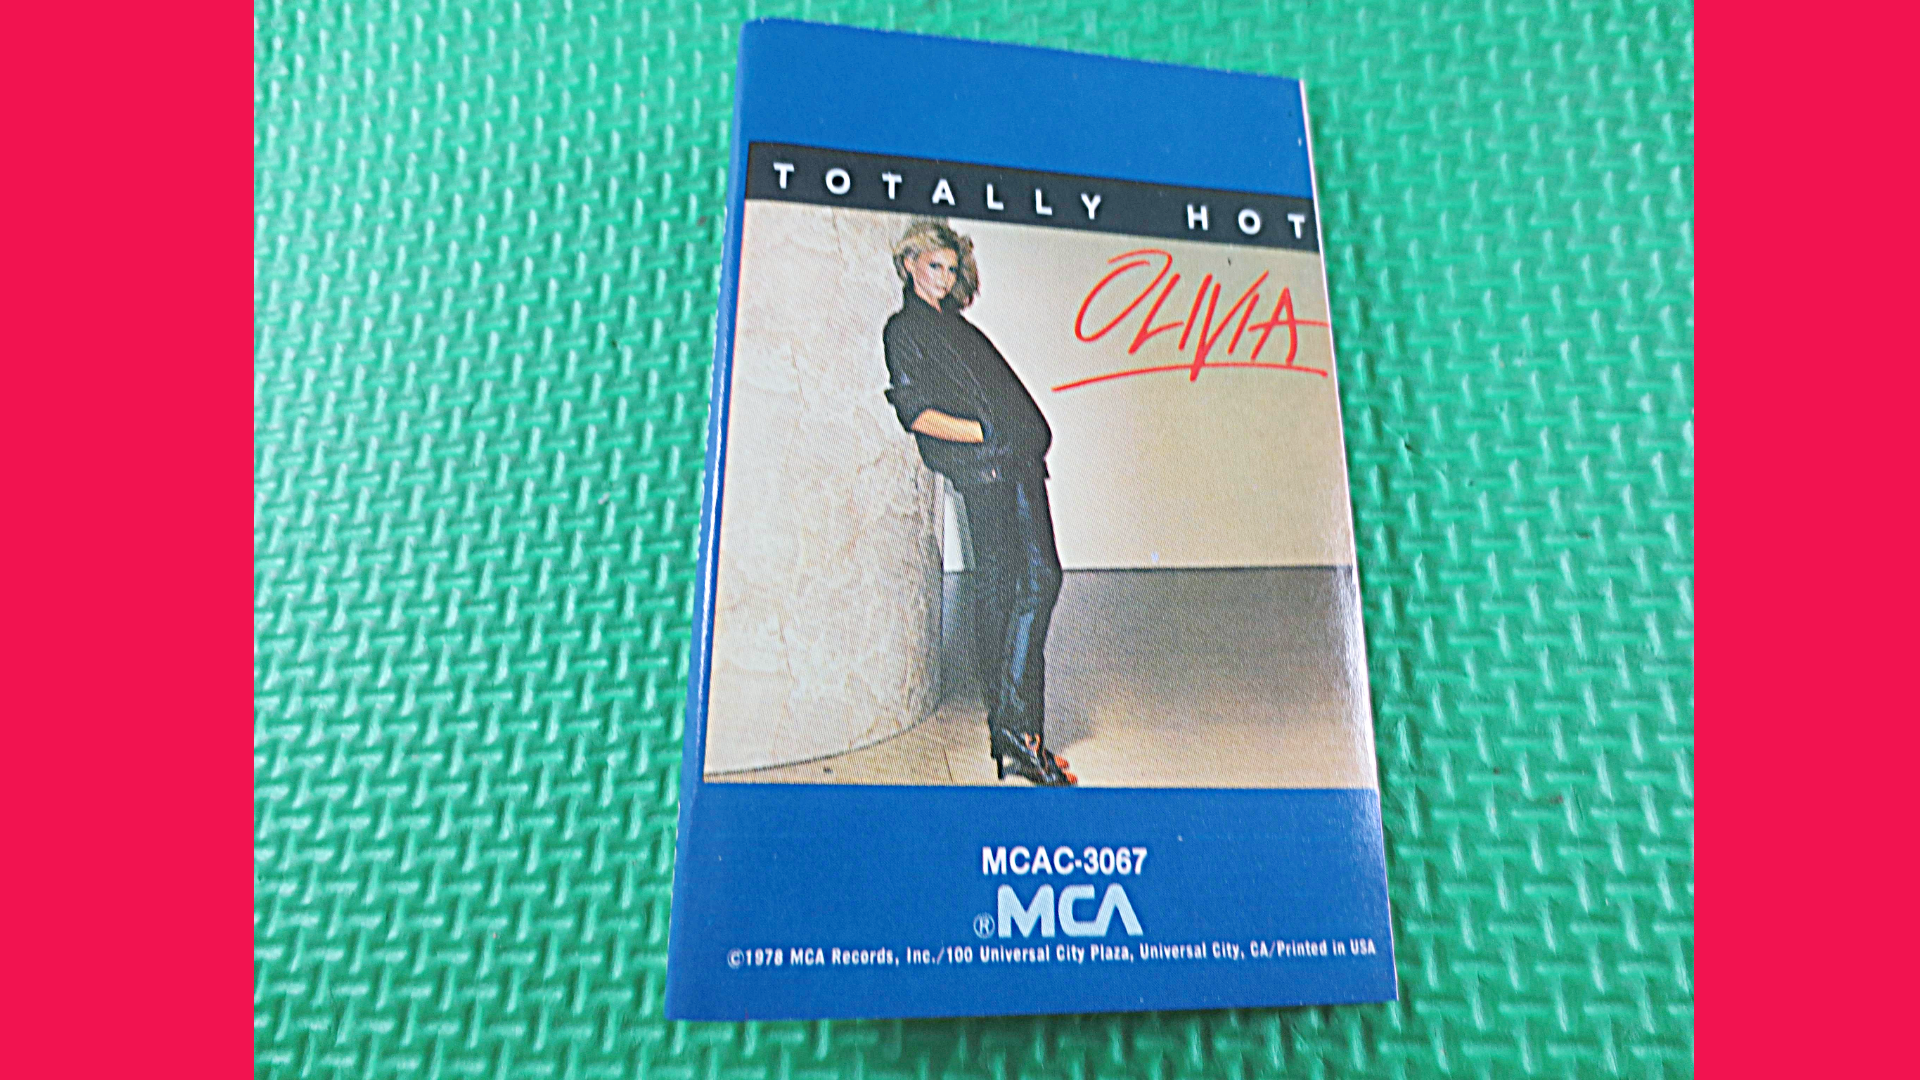 TOTALLY HOT
OLIVIA
MCAC-3067
®MCA
©1978 MCA Records, Inc./100 Universal City Plaza, Universal City, CA/Printed in USA